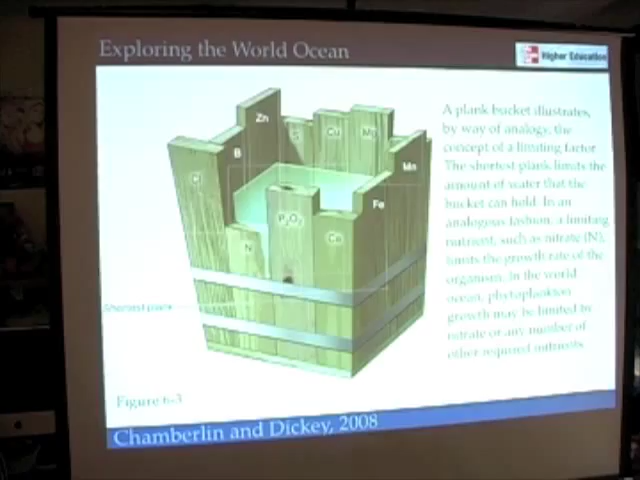 Exploring the World Ocean
Higher Education
Zn
S
Cu
Mg
B
Mn
Cl
Fe
P₂O₅
Ca
N
A plank bucket illustrates,
by way of analogy, the
concept of a limiting factor.
The shortest plank limits the
amount of water that the
bucket can hold. In an
analogous fashion, a limiting
nutrient, such as nitrate (N),
limits the growth rate of the
organism. In the world
ocean, phytoplankton
growth may be limited by
nitrate or any number of
other required nutrients.
Shortest plank
Figure 6-3
Chamberlin and Dickey, 2008